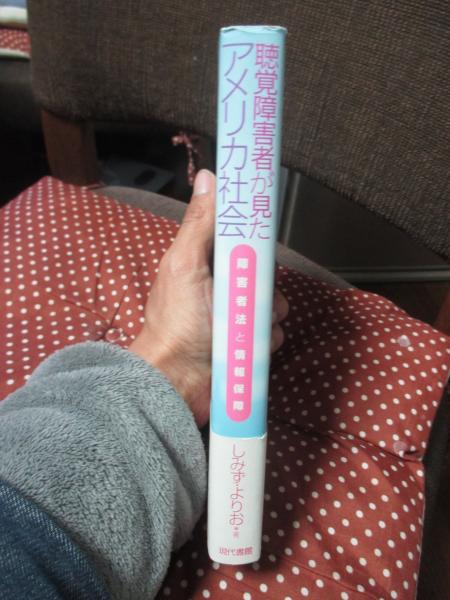 聴覚障害者が見た
アメリカ社会
障害者法と情報保障
しみず・よりお＊著
現代書館